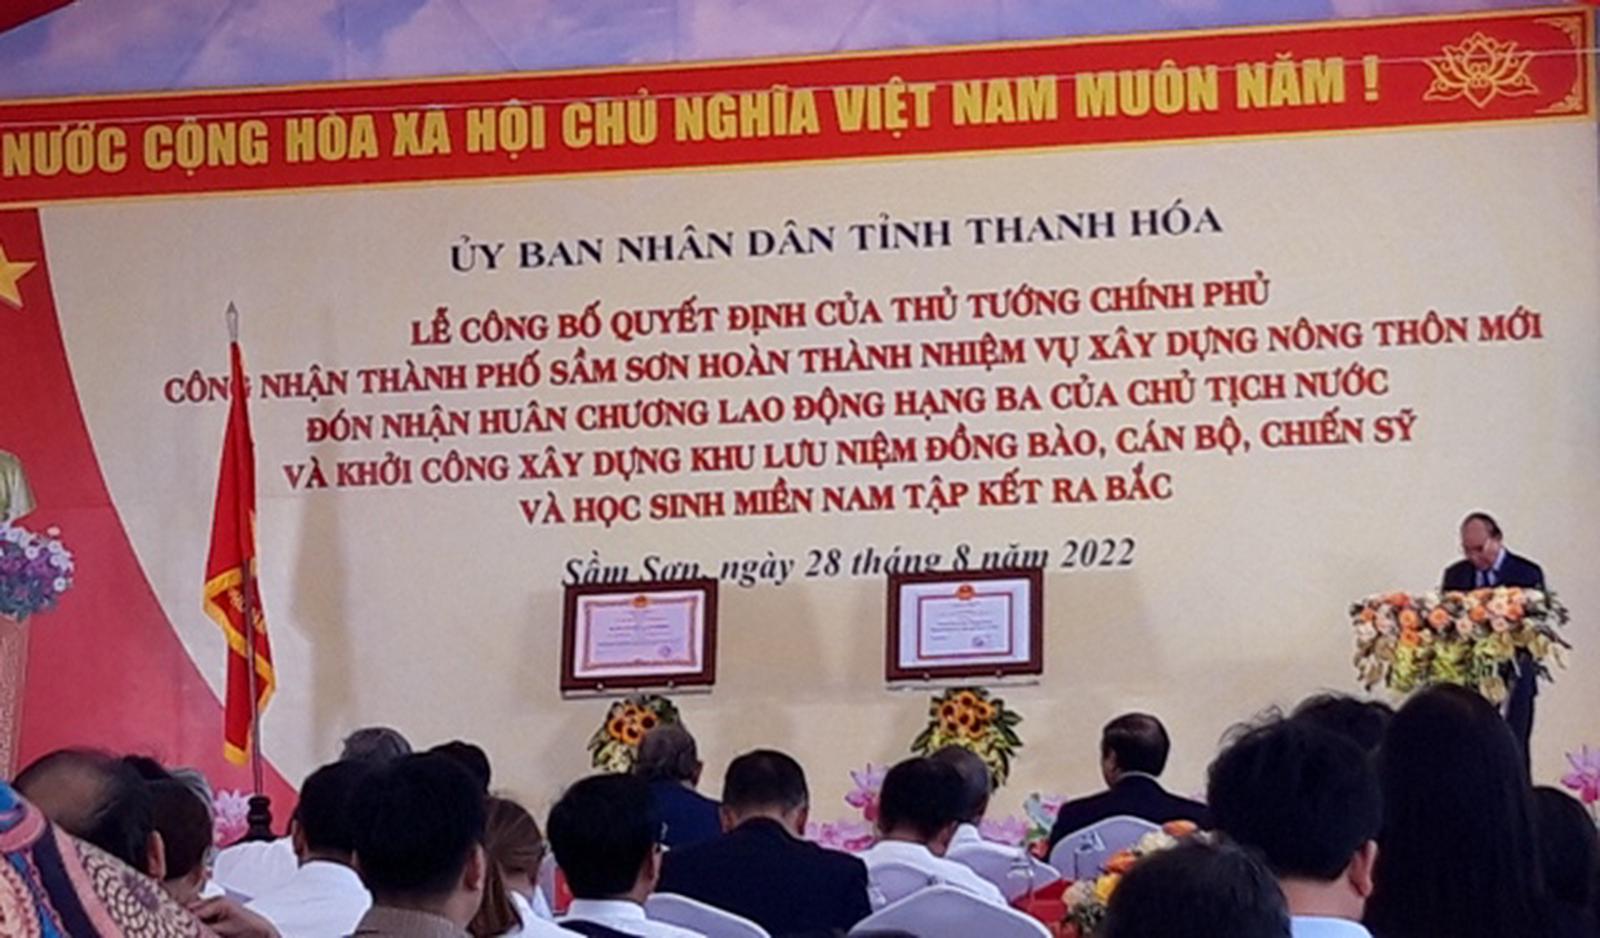 NƯỚC CỘNG HÒA XÃ HỘI CHỦ NGHĨA VIỆT NAM MUÔN NĂM !
ỦY BAN NHÂN DÂN TỈNH THANH HÓA
LỄ CÔNG BỐ QUYẾT ĐỊNH CỦA THỦ TƯỚNG CHÍNH PHỦ
CÔNG NHẬN THÀNH PHỐ SẦM SƠN HOÀN THÀNH NHIỆM VỤ XÂY DỰNG NÔNG THÔN MỚI
ĐÓN NHẬN HUÂN CHƯƠNG LAO ĐỘNG HẠNG BA CỦA CHỦ TỊCH NƯỚC
VÀ KHỞI CÔNG XÂY DỰNG KHU LƯU NIỆM ĐỒNG BÀO, CÁN BỘ, CHIẾN SỸ
VÀ HỌC SINH MIỀN NAM TẬP KẾT RA BẮC
Sầm Sơn, ngày 28 tháng 8 năm 2022